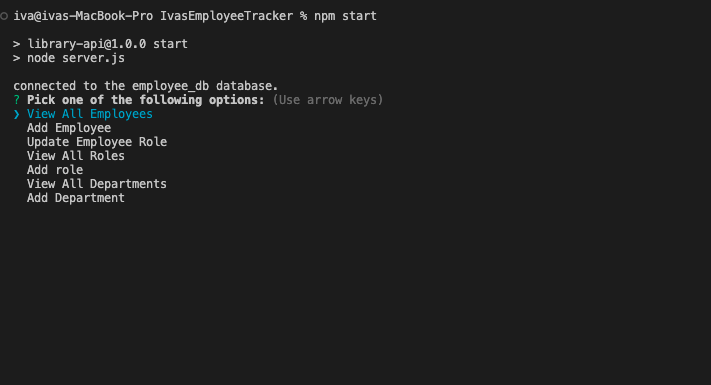 iva@ivas-MacBook-Pro IvasEmployeeTracker % npm start
> library-api@1.0.0 start
> node server.js
connected to the employee_db database.
? Pick one of the following options: (Use arrow keys)
❯ View All Employees
Add Employee
Update Employee Role
View All Roles
Add role
View All Departments
Add Department